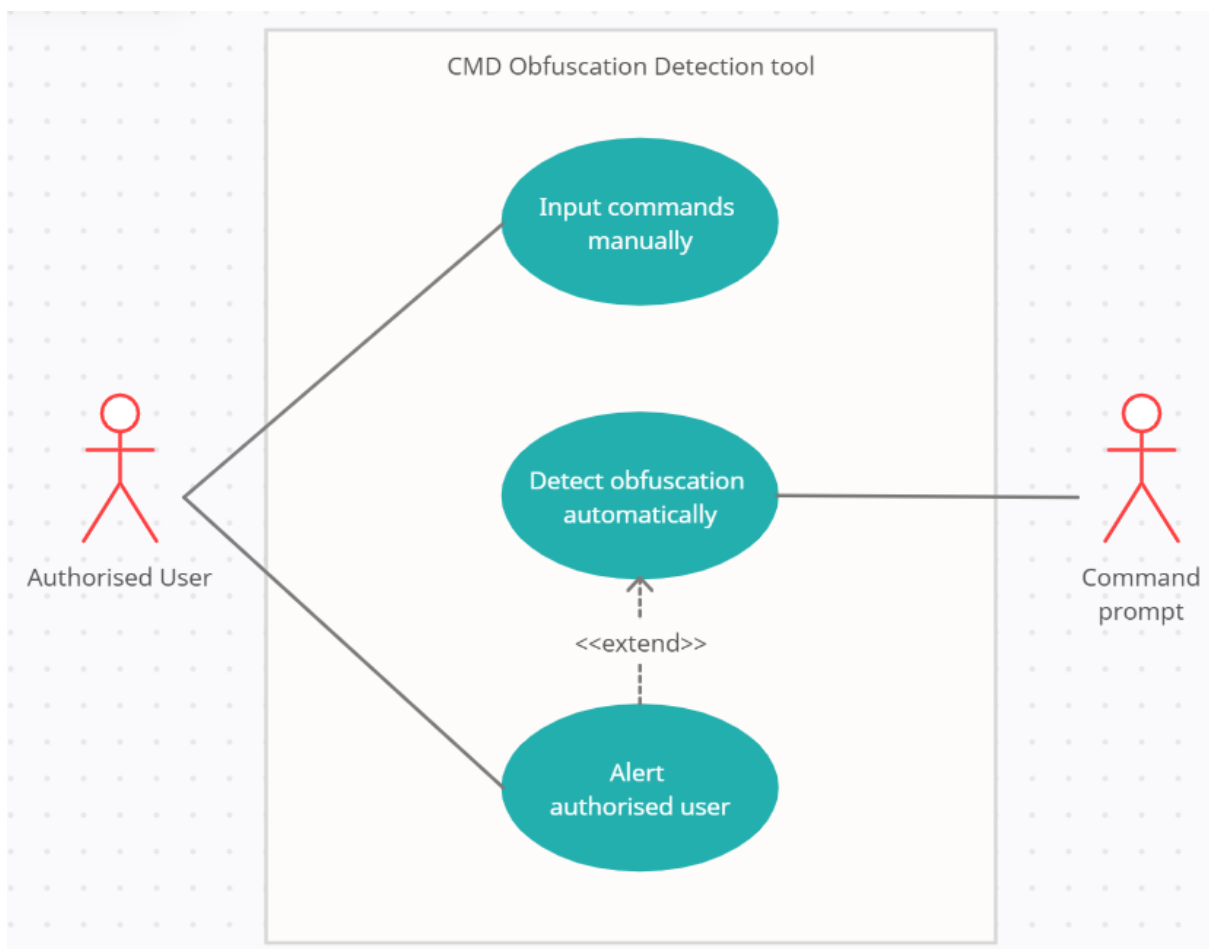 CMD Obfuscation Detection tool
Input commands
manually
Detect obfuscation
automatically
Authorised User
Command
prompt
<<extend>>
Alert
authorised user